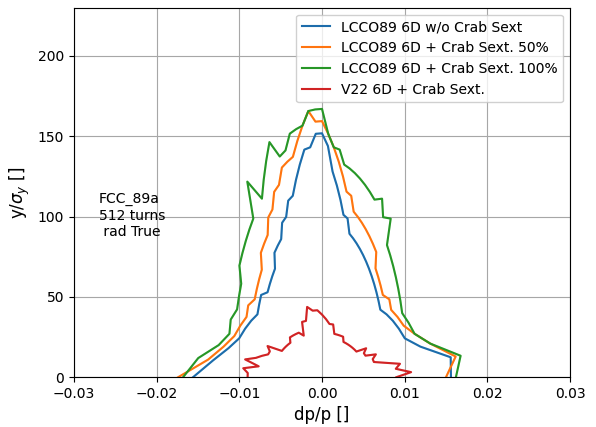 LCCO89 6D w/o Crab Sext
LCCO89 6D + Crab Sext. 50%
LCCO89 6D + Crab Sext. 100%
V22 6D + Crab Sext.
200
150
100
50
0
y/σy []
FCC_89a
512 turns
rad True
−0.03 −0.02 −0.01 0.00 0.01 0.02 0.03
dp/p []